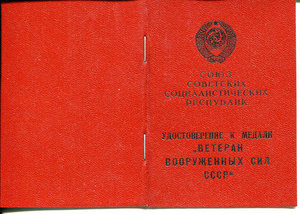 СОЮЗ
СОВЕТСКИХ
СОЦИАЛИСТИЧЕСКИХ
РЕСПУБЛИК
УДОСТОВЕРЕНИЕ К МЕДАЛИ
„ВЕТЕРАН
ВООРУЖЕННЫХ СИЛ
СССР“